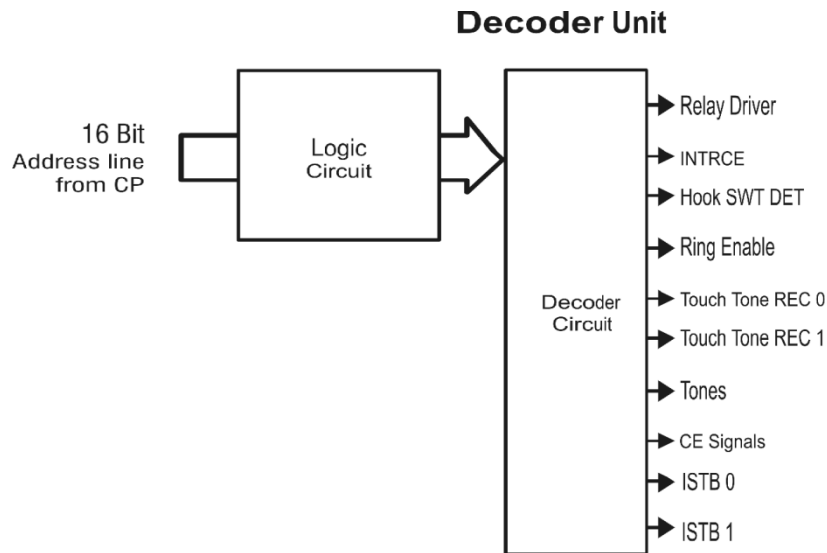 Decoder Unit
16 Bit
Address line
from CP
Logic
Circuit
Decoder
Circuit
Relay Driver
INTRCE
Hook SWT DET
Ring Enable
Touch Tone REC 0
Touch Tone REC 1
Tones
CE Signals
ISTB 0
ISTB 1